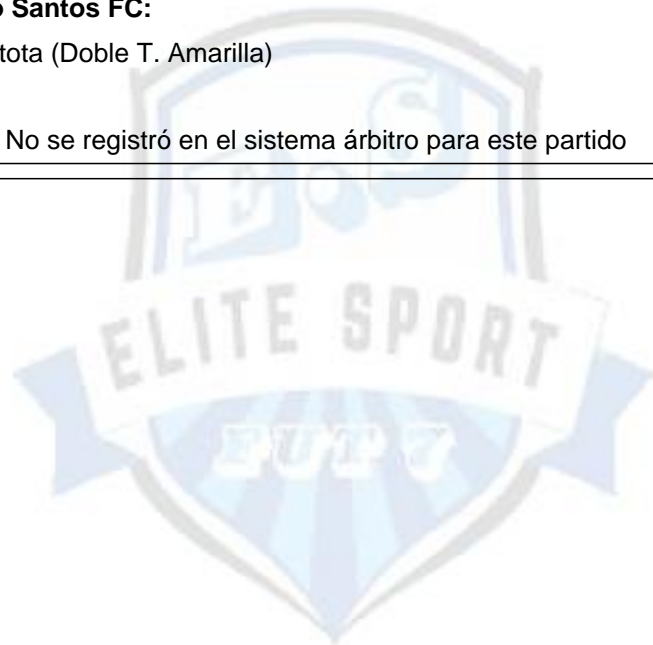 o Santos FC:
tota (Doble T. Amarilla)
No se registró en el sistema árbitro para este partido
E.S
ELITE SPORT
FUT 7